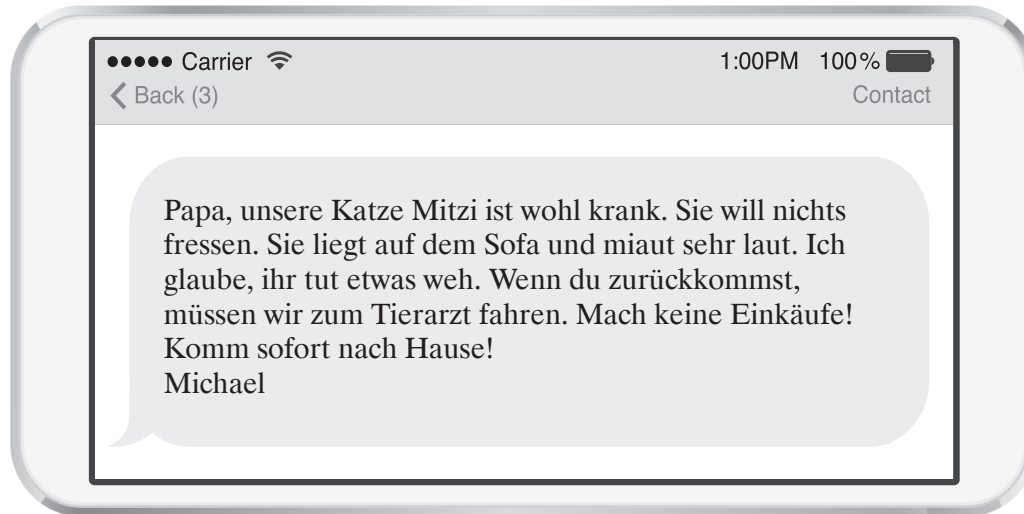 ●●●●● Carrier 1:00PM 100%
Back (3) Contact
Papa, unsere Katze Mitzi ist wohl krank. Sie will nichts
fressen. Sie liegt auf dem Sofa und miaut sehr laut. Ich
glaube, ihr tut etwas weh. Wenn du zurückkommst,
müssen wir zum Tierarzt fahren. Mach keine Einkäufe!
Komm sofort nach Hause!
Michael